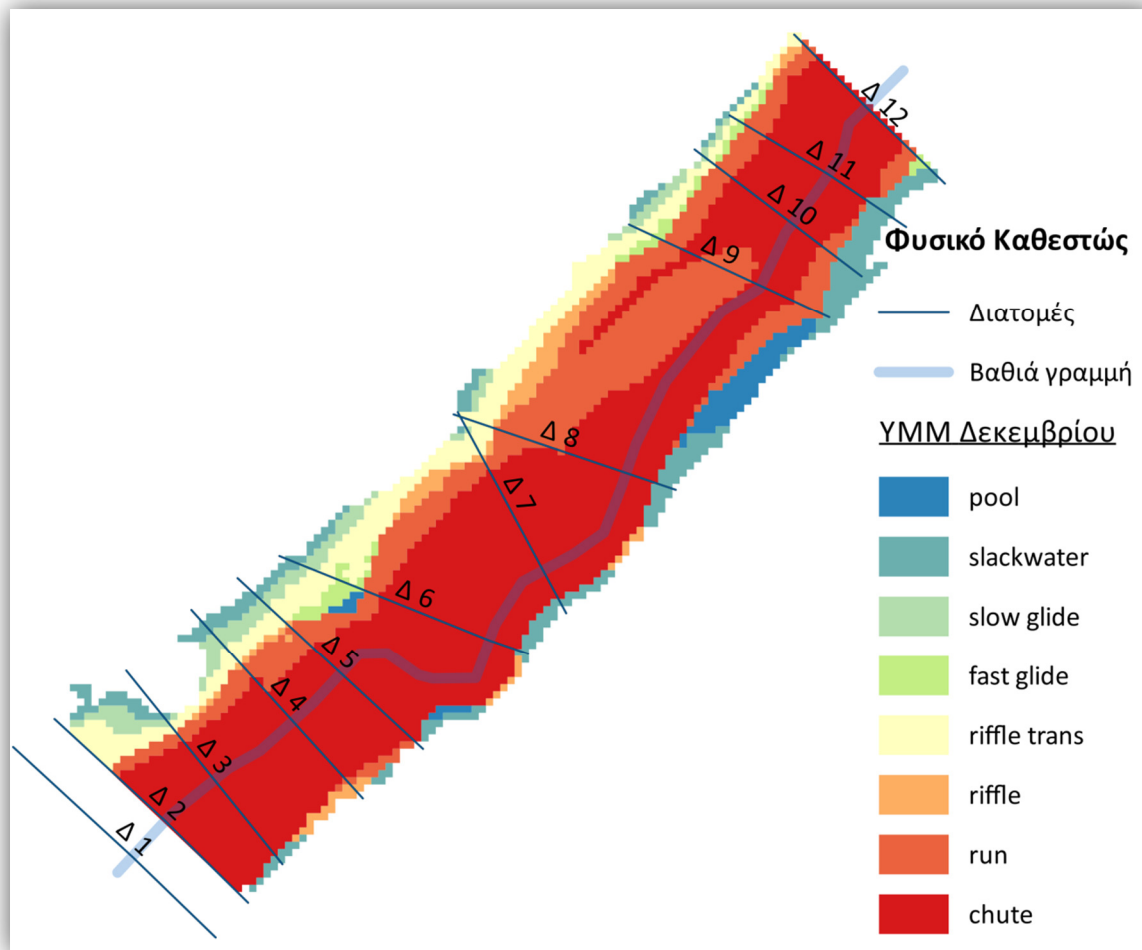 Δ 12
Δ 11
Δ 10
Δ 9
Δ 8
Δ 7
Δ 6
Δ 5
Δ 4
Δ 3
Δ 2
Δ 1
Φυσικό Καθεστώς
Διατομές
Βαθιά γραμμή
ΥΜΜ Δεκεμβρίου
pool
slackwater
slow glide
fast glide
riffle trans
riffle
run
chute